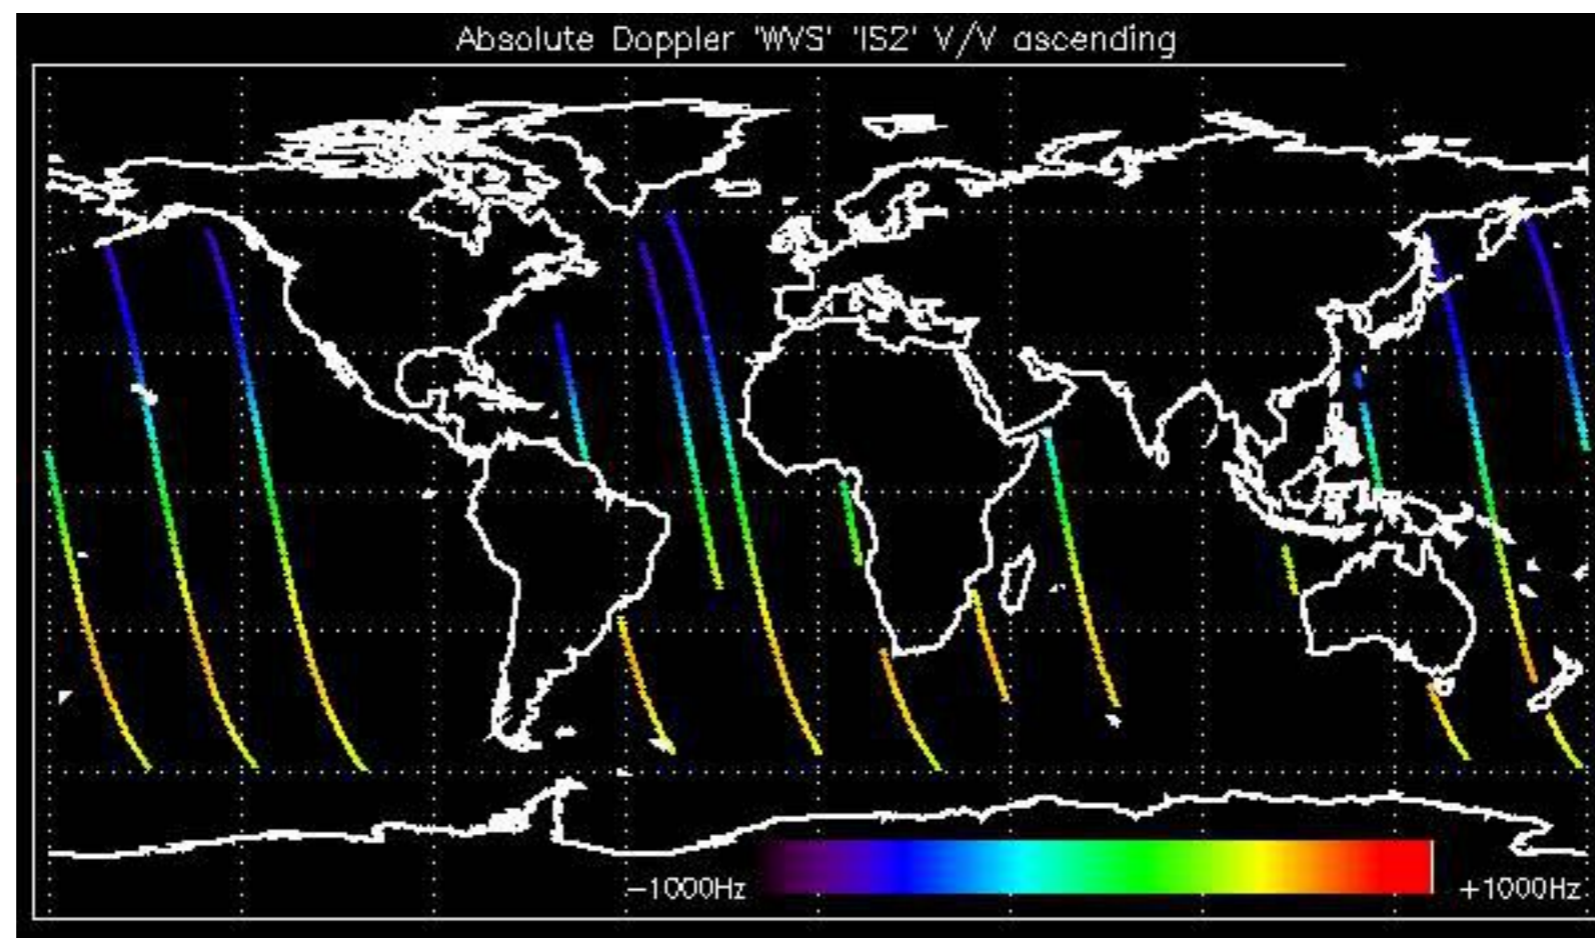 Absolute Doppler 'WVS' 'IS2' V/V ascending
-1000Hz +1000Hz